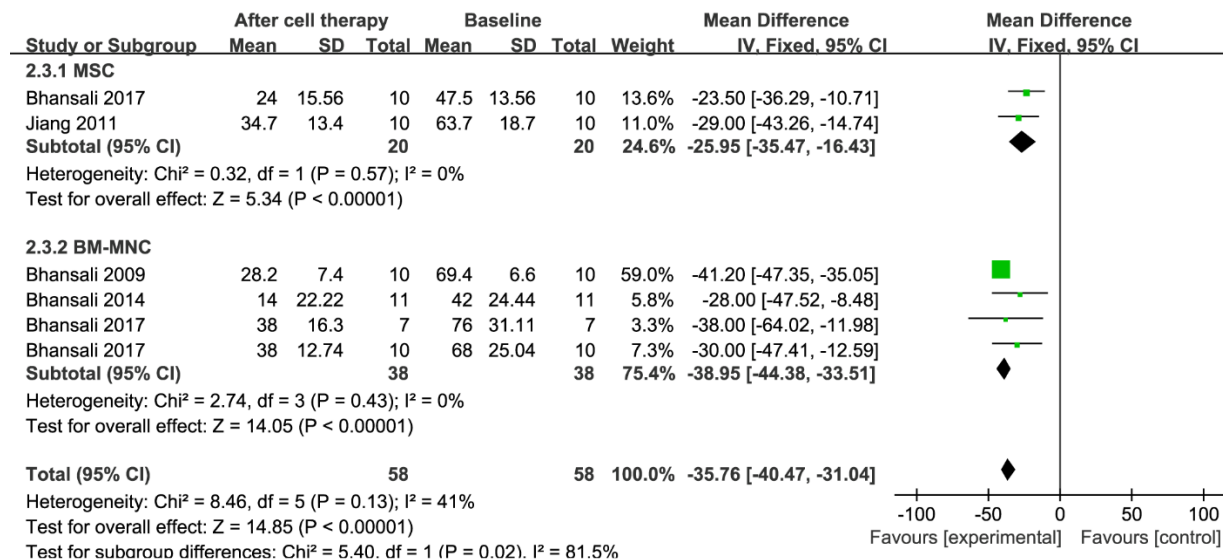 After cell therapy Baseline Mean Difference Mean Difference
Study or Subgroup Mean SD Total Mean SD Total Weight IV, Fixed, 95% CI IV, Fixed, 95% CI
2.3.1 MSC
Bhansali 2017 24 15.56 10 47.5 13.56 10 13.6% -23.50 [-36.29, -10.71]
Jiang 2011 34.7 13.4 10 63.7 18.7 10 11.0% -29.00 [-43.26, -14.74]
Subtotal (95% CI) 20 20 24.6% -25.95 [-35.47, -16.43]
Heterogeneity: Chi² = 0.32, df = 1 (P = 0.57); I² = 0%
Test for overall effect: Z = 5.34 (P < 0.00001)
2.3.2 BM-MNC
Bhansali 2009 28.2 7.4 10 69.4 6.6 10 59.0% -41.20 [-47.35, -35.05]
Bhansali 2014 14 22.22 11 42 24.44 11 5.8% -28.00 [-47.52, -8.48]
Bhansali 2017 38 16.3 7 76 31.11 7 3.3% -38.00 [-64.02, -11.98]
Bhansali 2017 38 12.74 10 68 25.04 10 7.3% -30.00 [-47.41, -12.59]
Subtotal (95% CI) 38 38 75.4% -38.95 [-44.38, -33.51]
Heterogeneity: Chi² = 2.74, df = 3 (P = 0.43); I² = 0%
Test for overall effect: Z = 14.05 (P < 0.00001)
Total (95% CI) 58 58 100.0% -35.76 [-40.47, -31.04]
Heterogeneity: Chi² = 8.46, df = 5 (P = 0.13); I² = 41%
Test for overall effect: Z = 14.85 (P < 0.00001)
Test for subgroup differences: Chi² = 5.40, df = 1 (P = 0.02), I² = 81.5%
-100 -50 0 50 100
Favours [experimental] Favours [control]